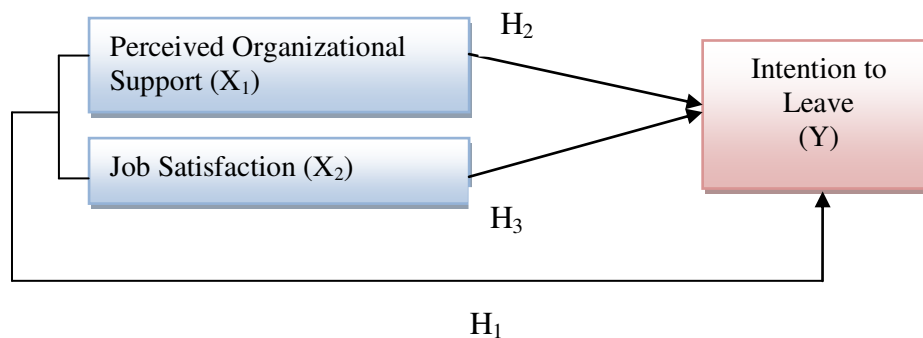 H₂
Perceived Organizational
Support (X₁)
Intention to
Leave
(Y)
Job Satisfaction (X₂)
H₃
H₁